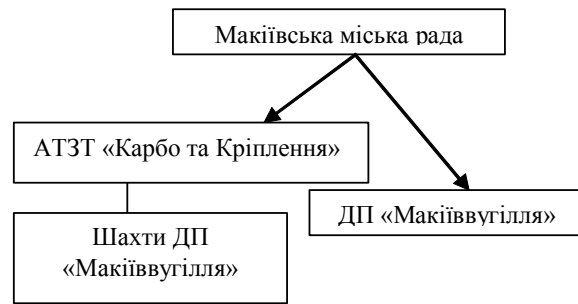 Макіївська міська рада
АТЗТ «Карбо та Кріплення»
ДП «Макіїввугілля»
Шахти ДП
«Макіїввугілля»